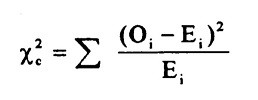 χ²c = ∑ (Oi – Ei)² / Ei